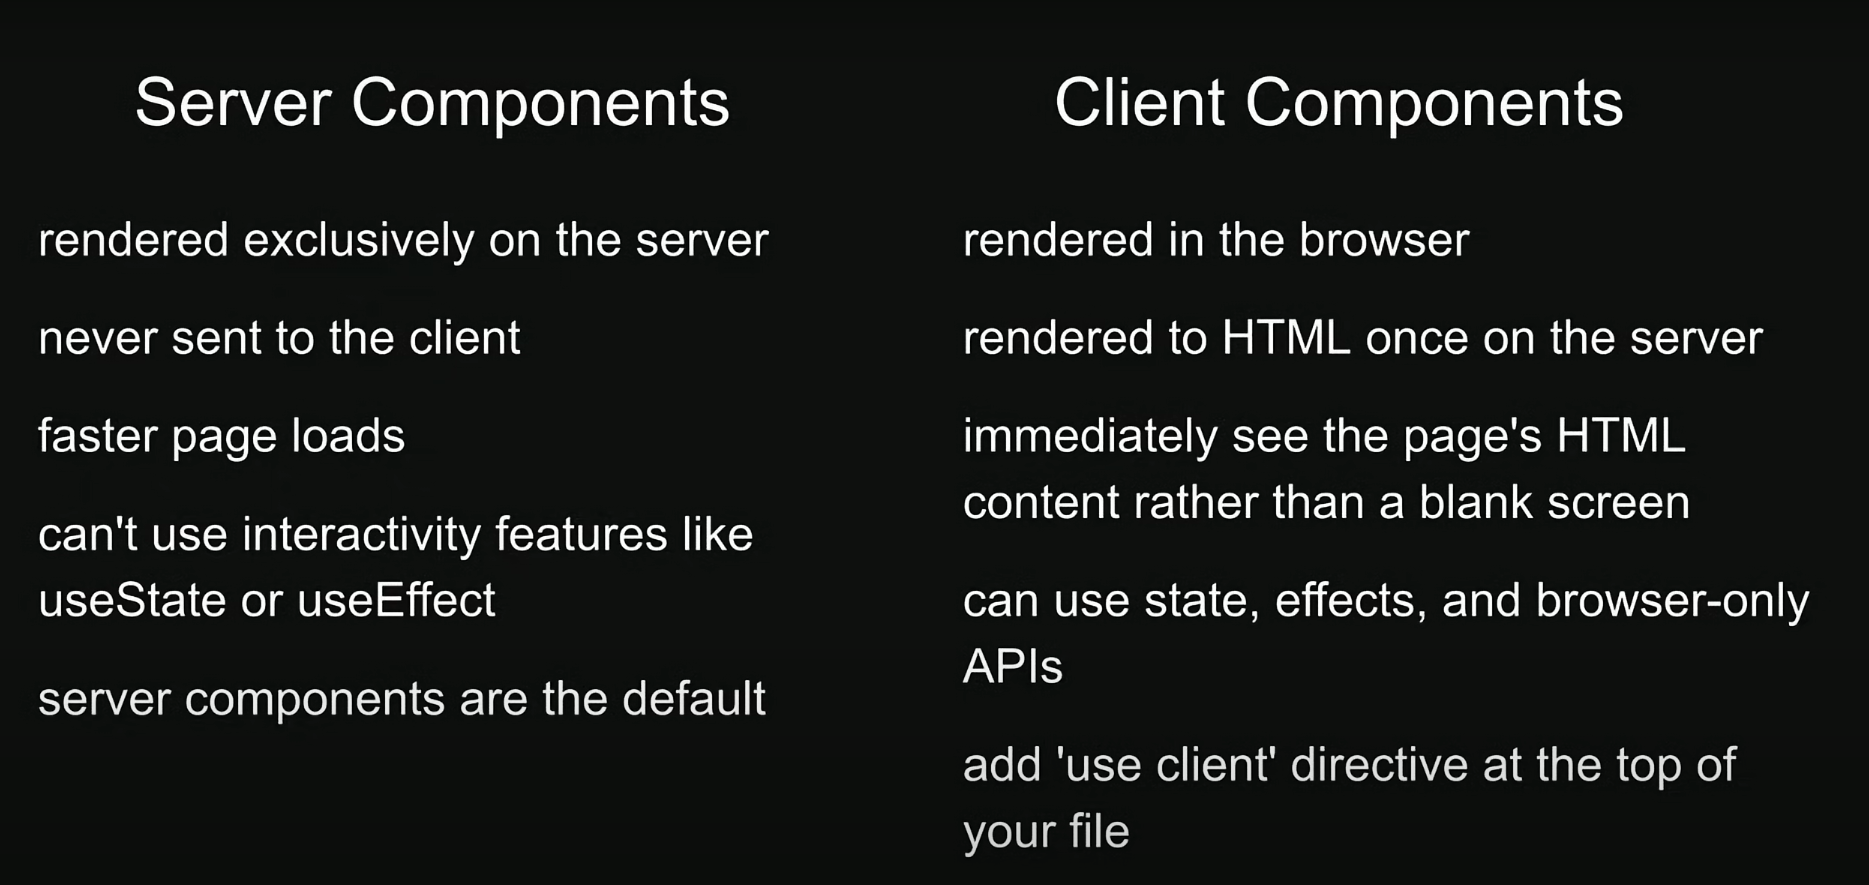 Server Components
rendered exclusively on the server
never sent to the client
faster page loads
can't use interactivity features like
useState or useEffect
server components are the default
Client Components
rendered in the browser
rendered to HTML once on the server
immediately see the page's HTML
content rather than a blank screen
can use state, effects, and browser-only
APIs
add 'use client' directive at the top of
your file